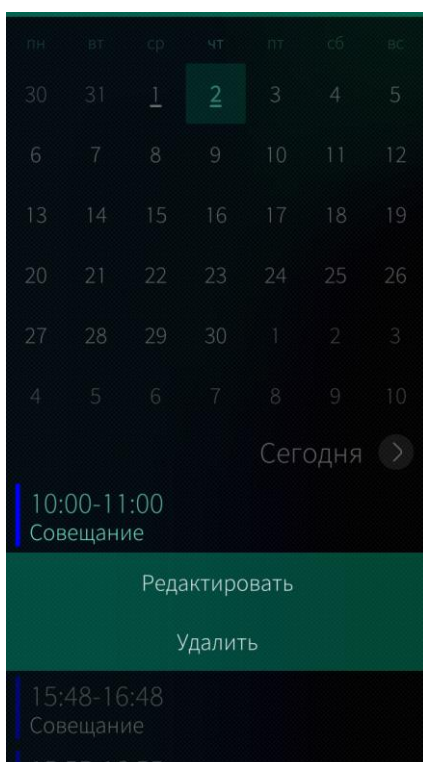 пн вт ср чт пт сб вс
30 31 1 2 3 4 5
6 7 8 9 10 11 12
13 14 15 16 17 18 19
20 21 22 23 24 25 26
27 28 29 30 1 2 3
4 5 6 7 8 9 10
Сегодня
10:00-11:00
Совещание
Редактировать
Удалить
15:48-16:48
Совещание